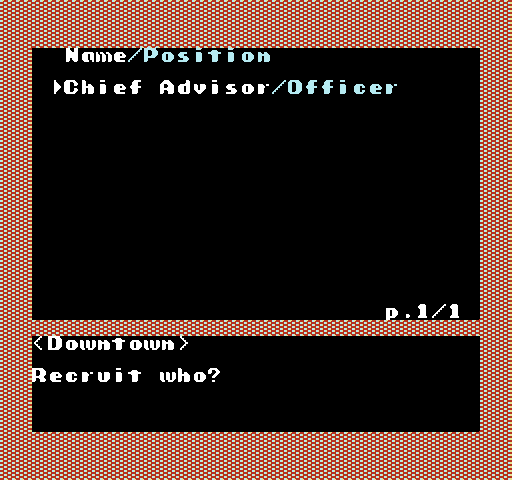 Name/Position
Chief Advisor/Officer
p.1/1
<Downtown>
Recruit who?